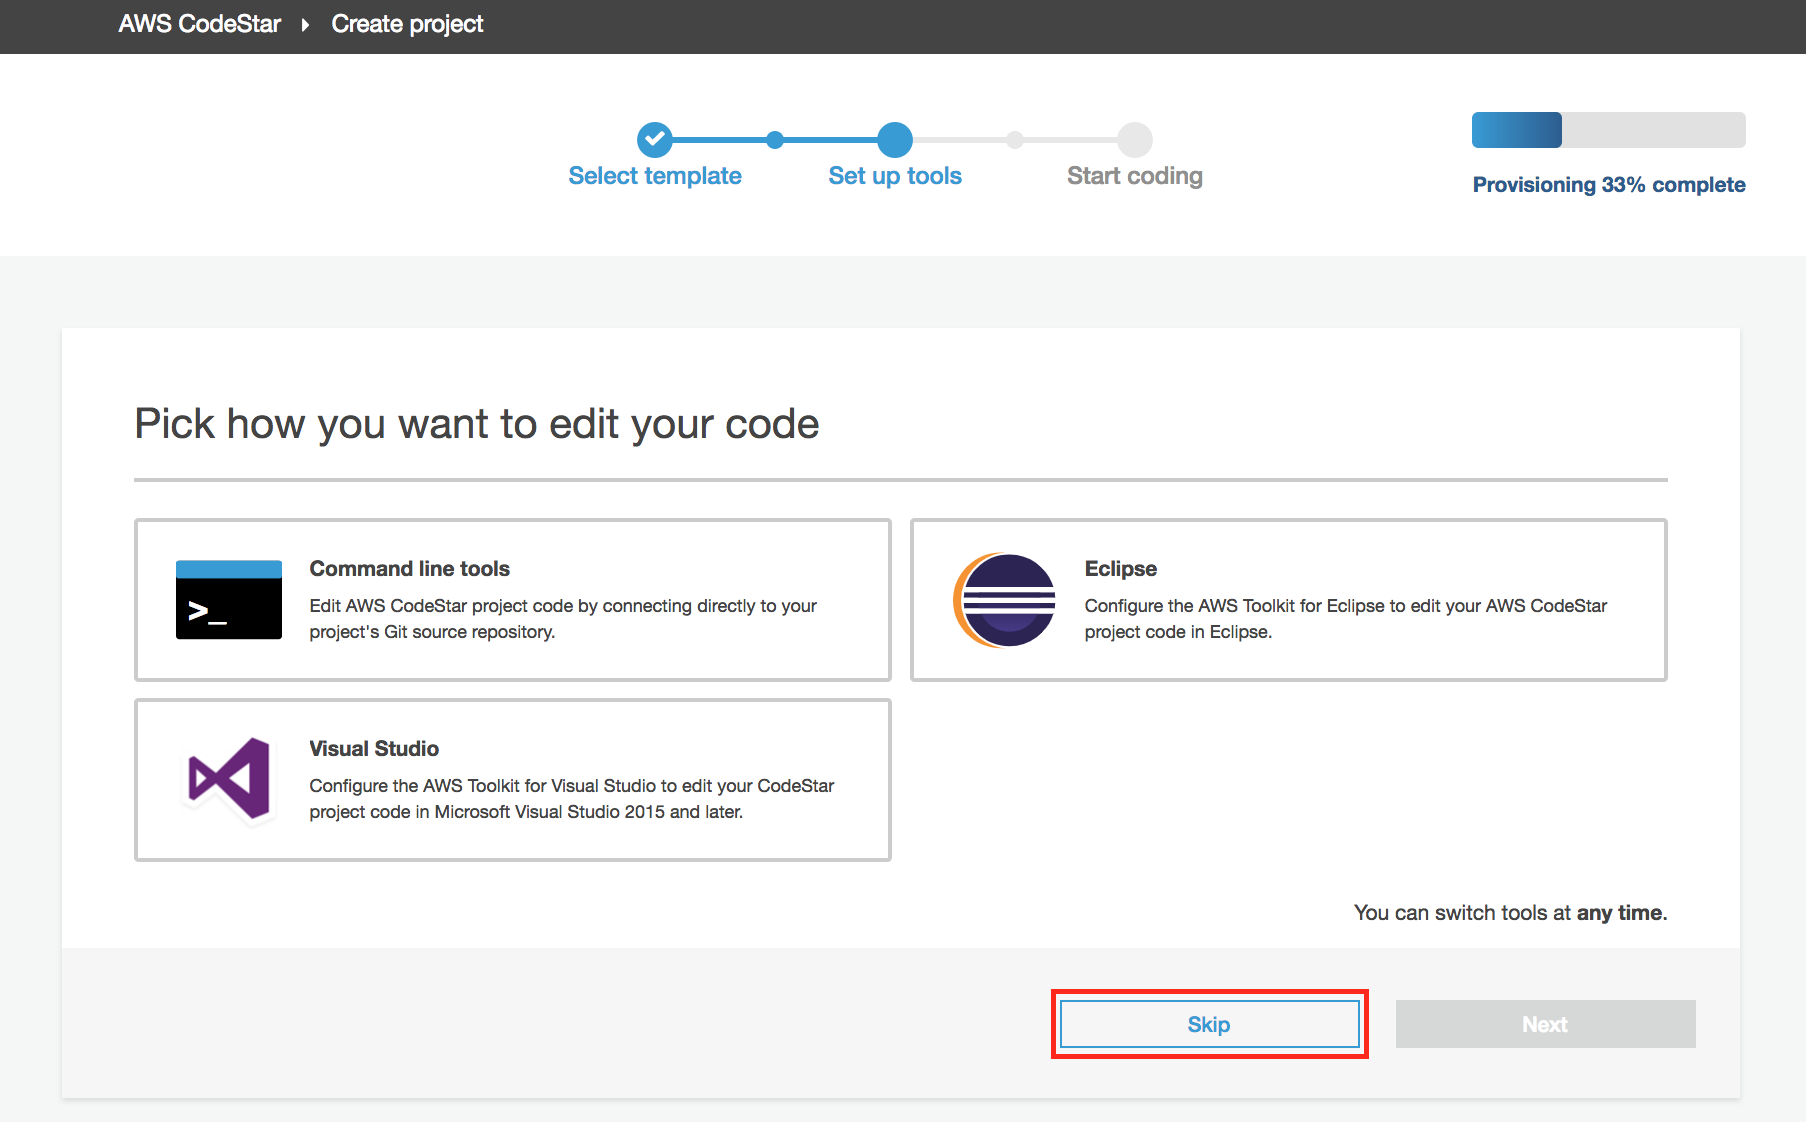 AWS CodeStar Create project
Select template
Set up tools
Start coding
Provisioning 33% complete
Pick how you want to edit your code
>_
Command line tools
Edit AWS CodeStar project code by connecting directly to your
project's Git source repository.
Eclipse
Configure the AWS Toolkit for Eclipse to edit your AWS CodeStar
project code in Eclipse.
Visual Studio
Configure the AWS Toolkit for Visual Studio to edit your CodeStar
project code in Microsoft Visual Studio 2015 and later.
You can switch tools at any time.
Skip
Next